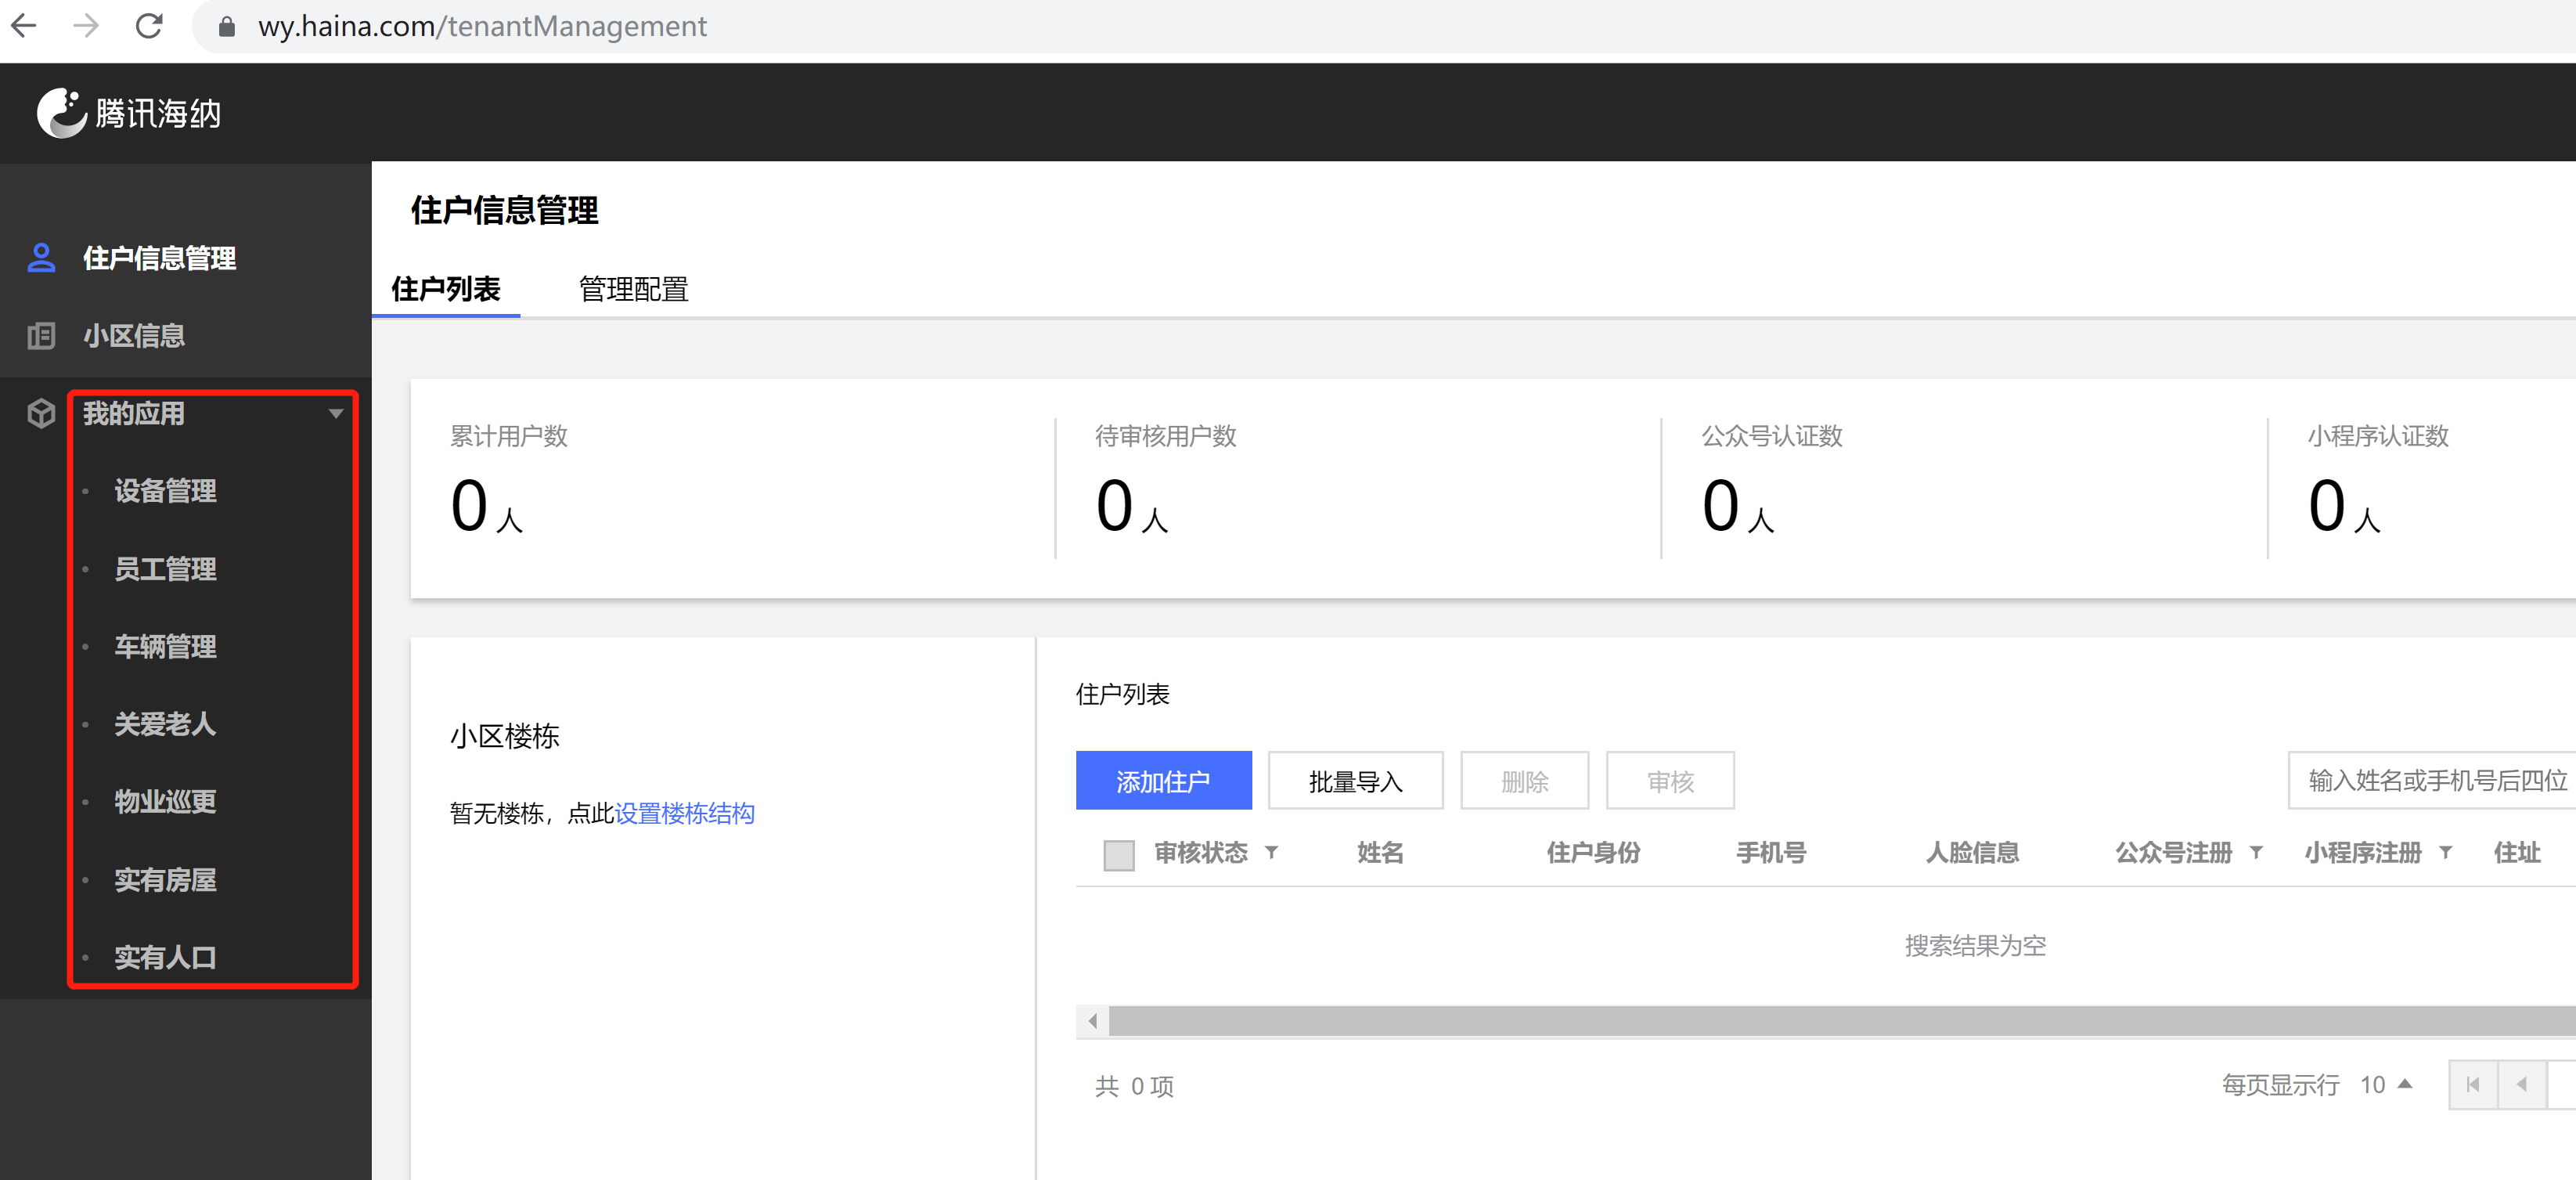 wy.haina.com/tenantManagement
腾讯海纳
住户信息管理
小区信息
我的应用
设备管理
员工管理
车辆管理
关爱老人
物业巡更
实有房屋
实有人口
住户信息管理
住户列表 管理配置
累计用户数 待审核用户数 公众号认证数 小程序认证数
0人 0人 0人 0人
小区楼栋
暂无楼栋，点此设置楼栋结构
住户列表
添加住户 批量导入 删除 审核 输入姓名或手机号后四位
审核状态 姓名 住户身份 手机号 人脸信息 公众号注册 小程序注册 住址
搜索结果为空
共 0 项 每页显示行 10